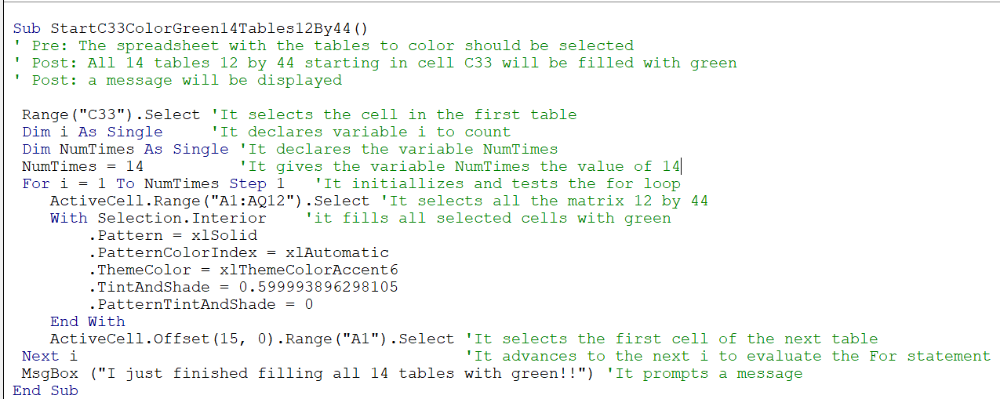 Sub StartC33ColorGreen14Tables12By44()
' Pre: The spreadsheet with the tables to color should be selected
' Post: All 14 tables 12 by 44 starting in cell C33 will be filled with green
' Post: a message will be displayed
Range("C33").Select 'It selects the cell in the first table
Dim i As Single 'It declares variable i to count
Dim NumTimes As Single 'It declares the variable NumTimes
NumTimes = 14 'It gives the variable NumTimes the value of 14
For i = 1 To NumTimes Step 1 'It initiallizes and tests the for loop
ActiveCell.Range("A1:AQ12").Select 'It selects all the matrix 12 by 44
With Selection.Interior 'it fills all selected cells with green
.Pattern = xlSolid
.PatternColorIndex = xlAutomatic
.ThemeColor = xlThemeColorAccent6
.TintAndShade = 0.599993896298105
.PatternTintAndShade = 0
End With
ActiveCell.Offset(15, 0).Range("A1").Select 'It selects the first cell of the next table
Next i 'It advances to the next i to evaluate the For statement
MsgBox ("I just finished filling all 14 tables with green!!") 'It prompts a message
End Sub